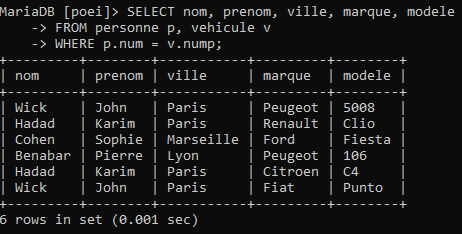 MariaDB [poei]> SELECT nom, prenom, ville, marque, modele
    -> FROM personne p, vehicule v
    -> WHERE p.num = v.nump;
+---------+--------+-----------+---------+--------+
| nom     | prenom | ville     | marque  | modele |
+---------+--------+-----------+---------+--------+
| Wick    | John   | Paris     | Peugeot | 5008   |
| Hadad   | Karim  | Paris     | Renault | Clio   |
| Cohen   | Sophie | Marseille | Ford    | Fiesta |
| Benabar | Pierre | Lyon      | Peugeot | 106    |
| Hadad   | Karim  | Paris     | Citroen | C4     |
| Wick    | John   | Paris     | Fiat    | Punto  |
+---------+--------+-----------+---------+--------+
6 rows in set (0.001 sec)